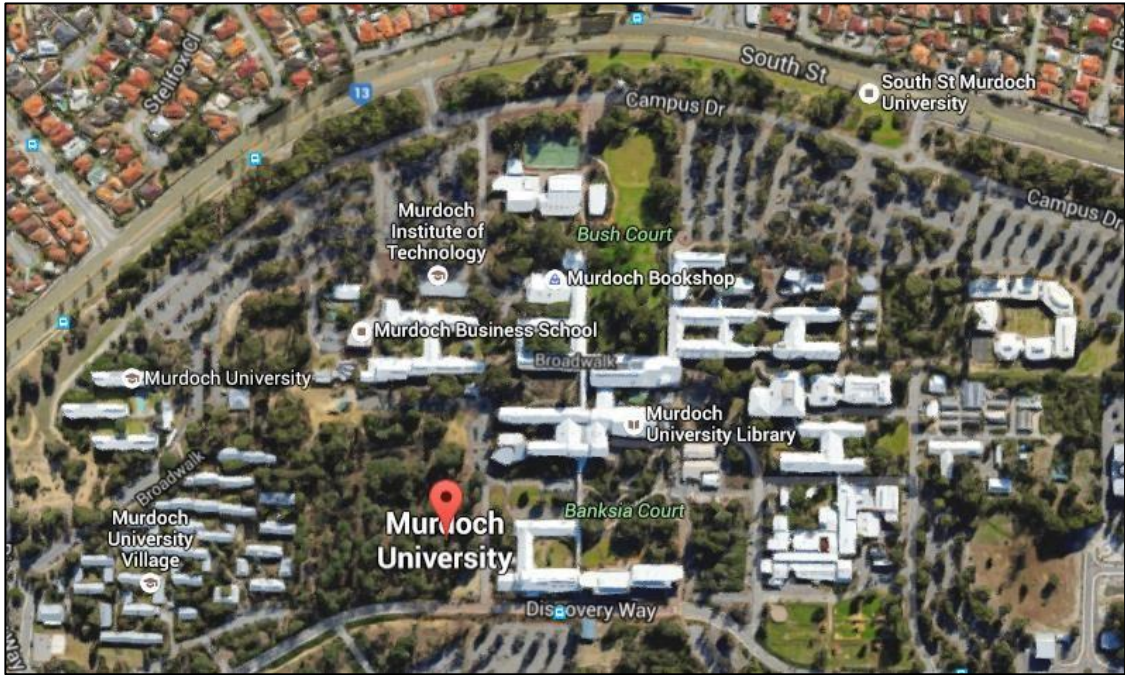 Stellfox Cl
13
South St
South St Murdoch
University
Campus Dr
Campus Dr
Murdoch
Institute of
Technology
Bush Court
Murdoch Bookshop
Murdoch Business School
Broadwalk
Murdoch University
Murdoch
University Library
Broadwalk
Murdoch
University
Village
Murdoch
University
Banksia Court
Discovery Way
way